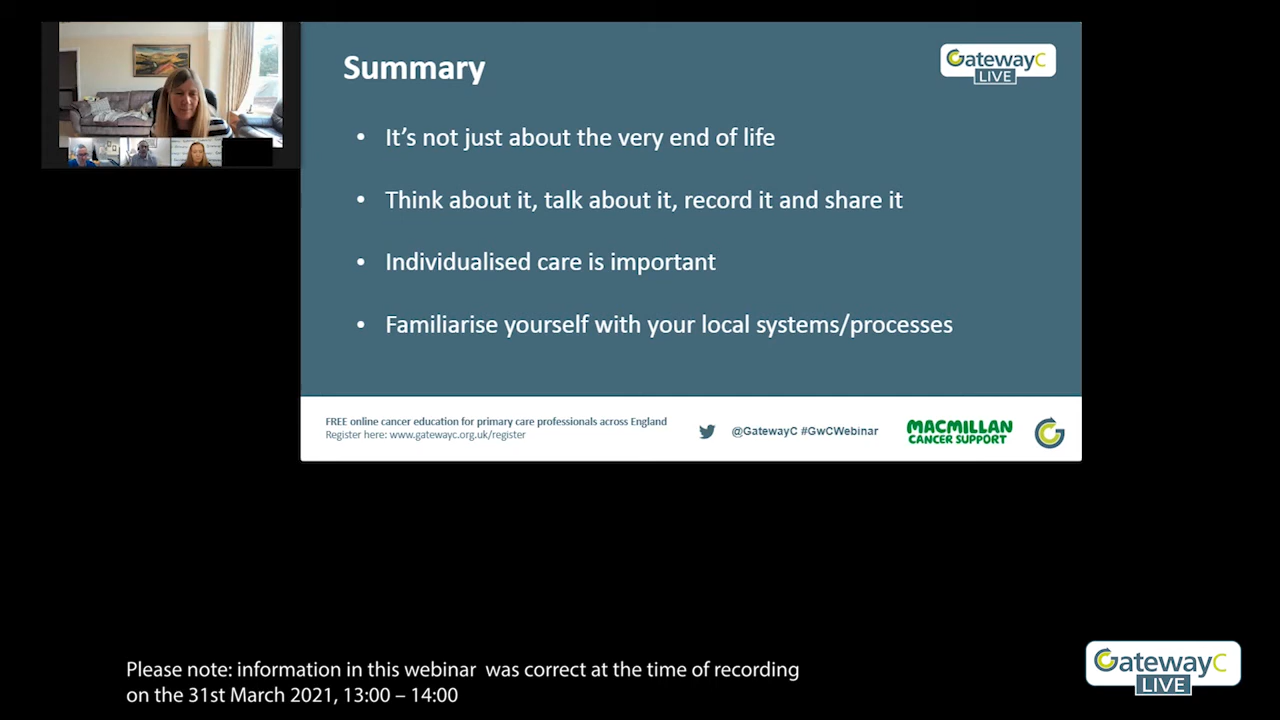 Summary
GatewayC
LIVE
• It's not just about the very end of life
• Think about it, talk about it, record it and share it
• Individualised care is important
• Familiarise yourself with your local systems/processes
FREE online cancer education for primary care professionals across England
Register here: www.gatewayc.org.uk/register
@GatewayC #GwCWebinar
MACMILLAN
CANCER SUPPORT
GatewayC
LIVE
Please note: information in this webinar was correct at the time of recording
on the 31st March 2021, 13:00 – 14:00